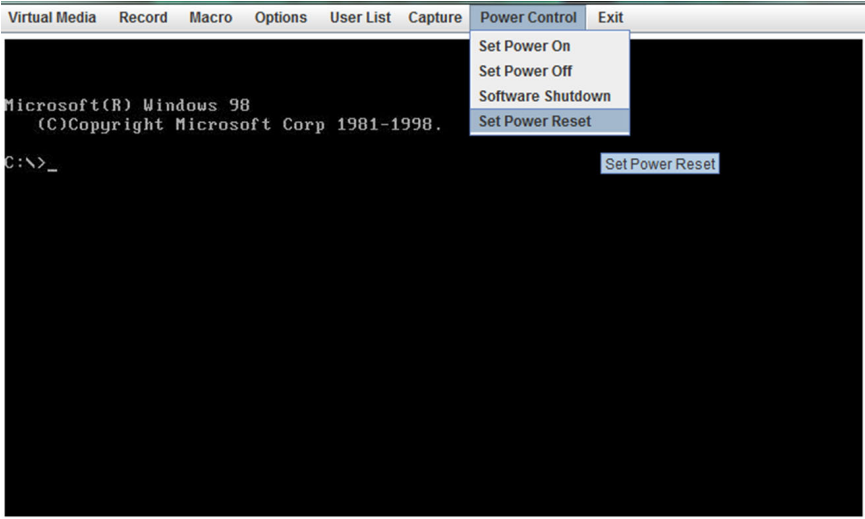 Virtual Media Record Macro Options User List Capture Power Control Exit
Set Power On
Set Power Off
Software Shutdown
Set Power Reset
Microsoft(R) Windows 98
(C)Copyright Microsoft Corp 1981-1998.
C:\>_
Set Power Reset